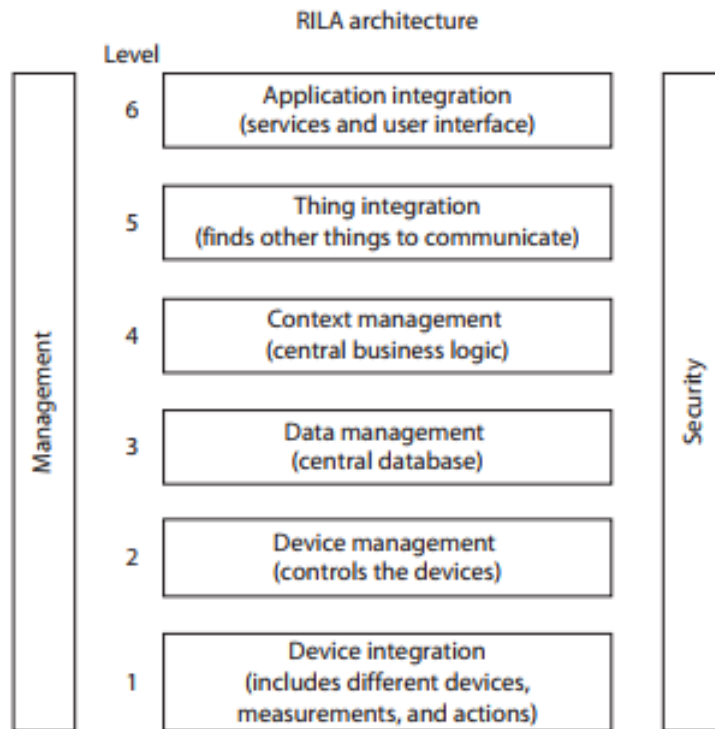 RILA architecture
Level
Management
6
Application integration
(services and user interface)
5
Thing integration
(finds other things to communicate)
4
Context management
(central business logic)
3
Data management
(central database)
2
Device management
(controls the devices)
1
Device integration
(includes different devices,
measurements, and actions)
Security